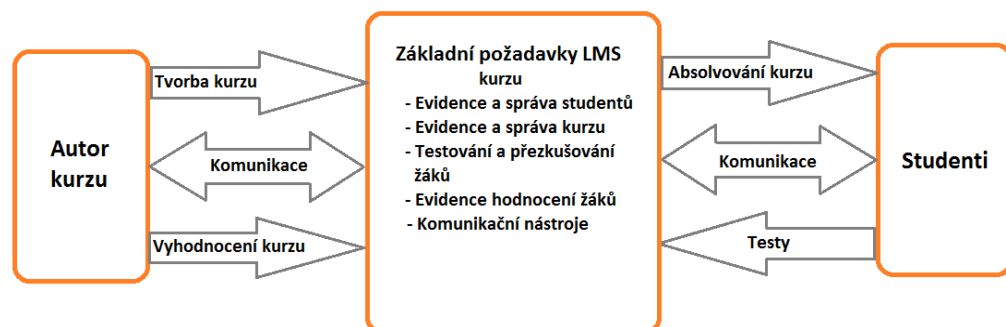 Autor
kurzu
Tvorba kurzu
Komunikace
Vyhodnocení kurzu
Základní požadavky LMS
kurzu
- Evidence a správa studentů
- Evidence a správa kurzu
- Testování a přezkušování
žáků
- Evidence hodnocení žáků
- Komunikační nástroje
Absolvování kurzu
Komunikace
Testy
Studenti